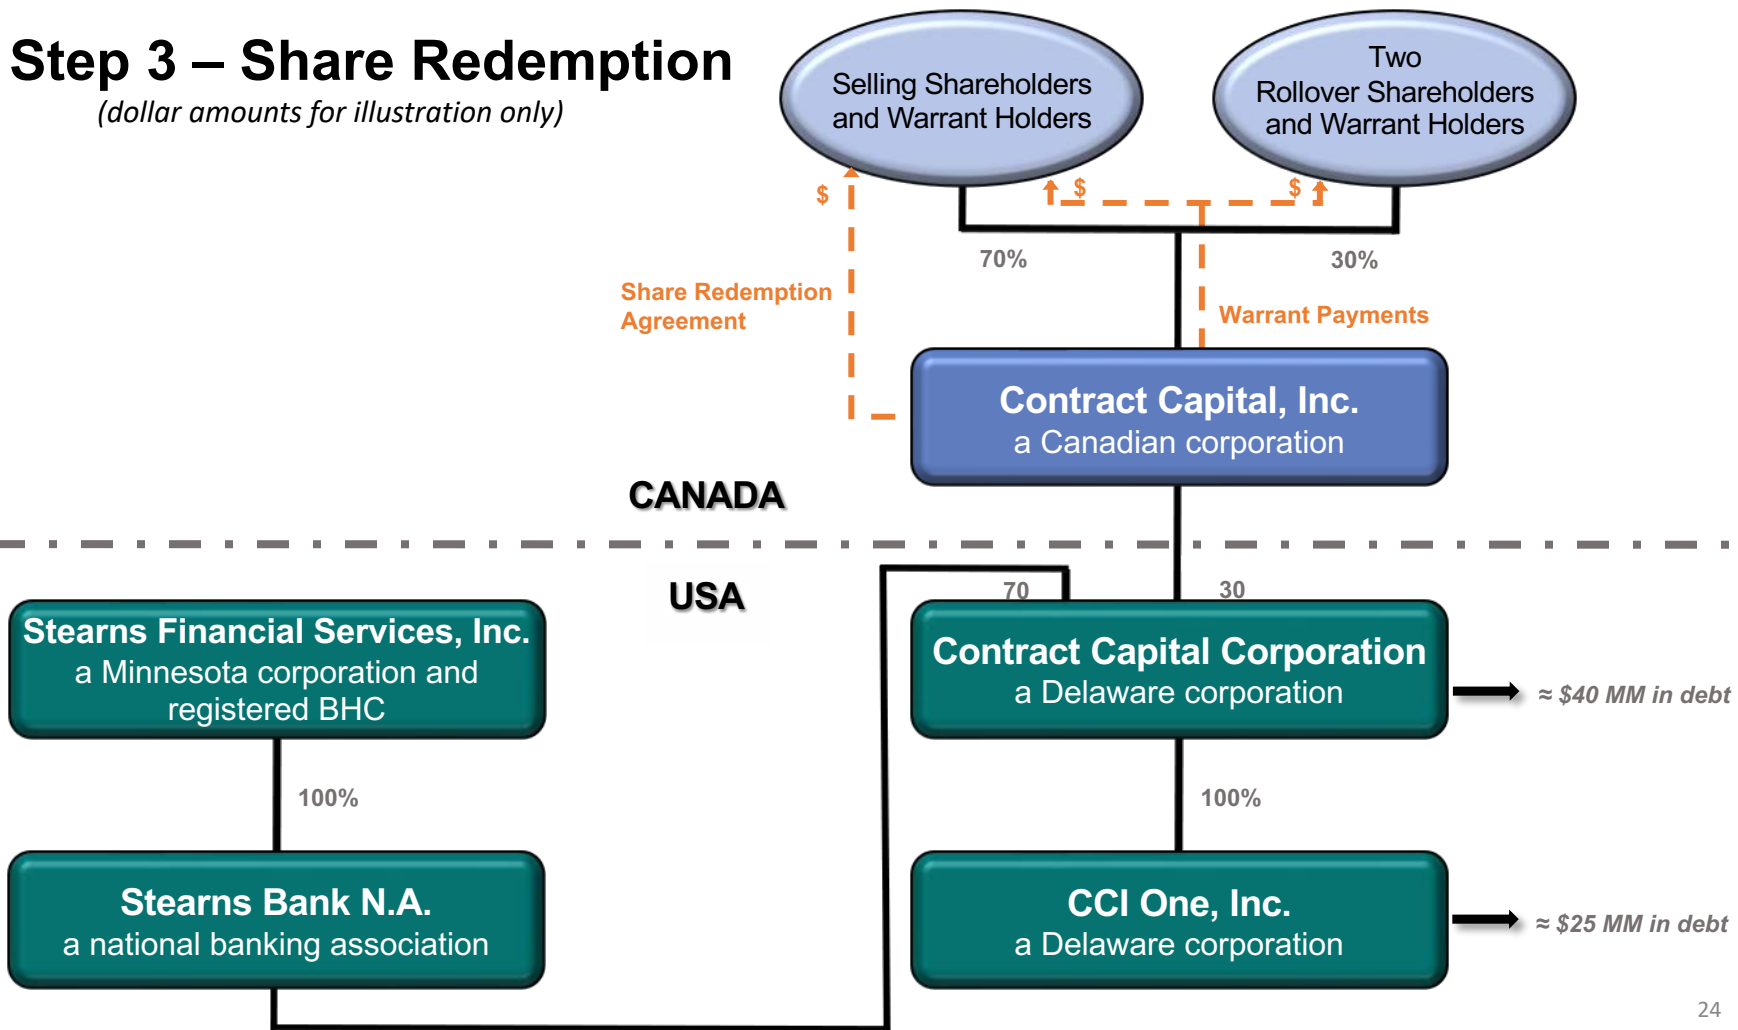 Step 3 – Share Redemption
(dollar amounts for illustration only)
Selling Shareholders
and Warrant Holders
Two
Rollover Shareholders
and Warrant Holders
$
$
$
70%
30%
Share Redemption
Agreement
Warrant Payments
Contract Capital, Inc.
a Canadian corporation
CANADA
USA
70
30
Stearns Financial Services, Inc.
a Minnesota corporation and
registered BHC
Contract Capital Corporation
a Delaware corporation
≈ $40 MM in debt
100%
100%
Stearns Bank N.A.
a national banking association
CCI One, Inc.
a Delaware corporation
≈ $25 MM in debt
24